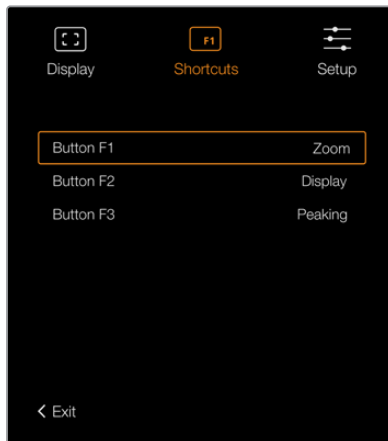 F1
Display Shortcuts Setup
Button F1 Zoom
Button F2 Display
Button F3 Peaking
< Exit